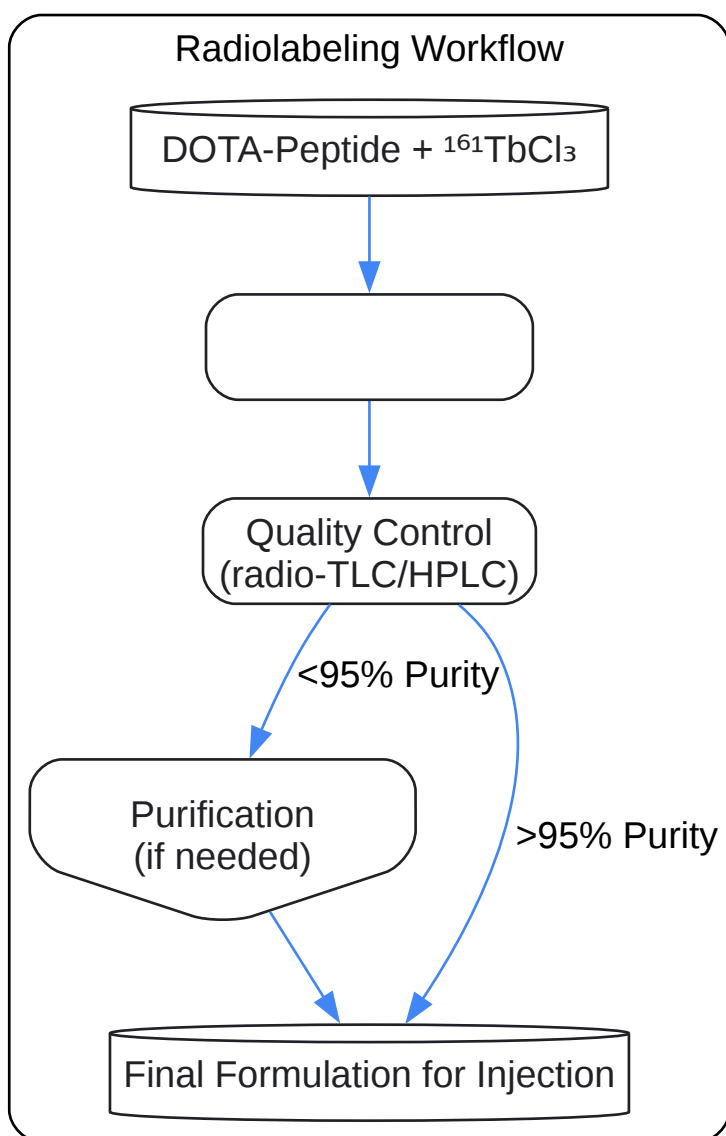 Radiolabeling Workflow
DOTA-Peptide + ¹⁶¹TbCl₃
Quality Control
(radio-TLC/HPLC)
<95% Purity
Purification
(if needed)
>95% Purity
Final Formulation for Injection